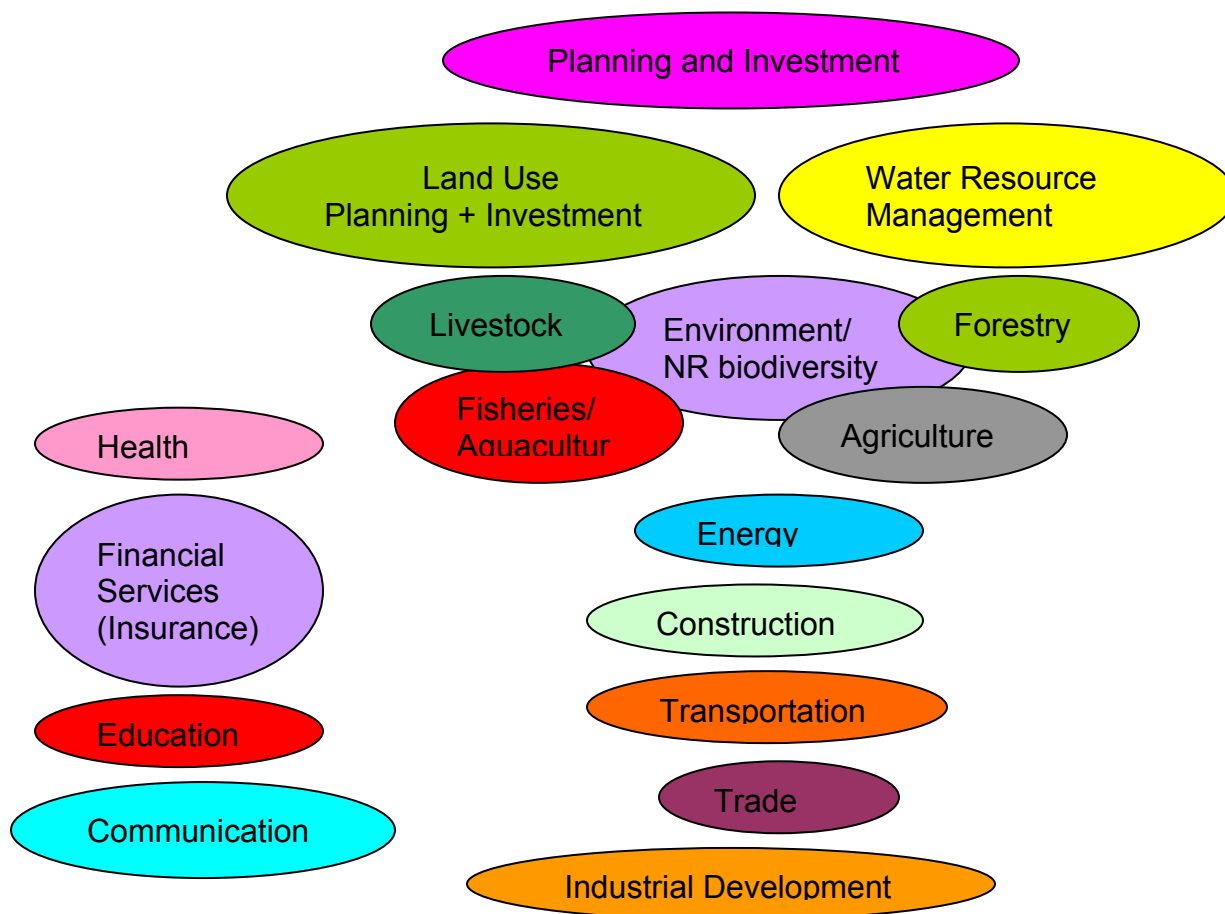 Planning and Investment
Land Use
Planning + Investment
Water Resource
Management
Livestock
Environment/
NR biodiversity
Forestry
Fisheries/
Aquacultur
Agriculture
Health
Energy
Financial
Services
(Insurance)
Construction
Transportation
Education
Trade
Communication
Industrial Development